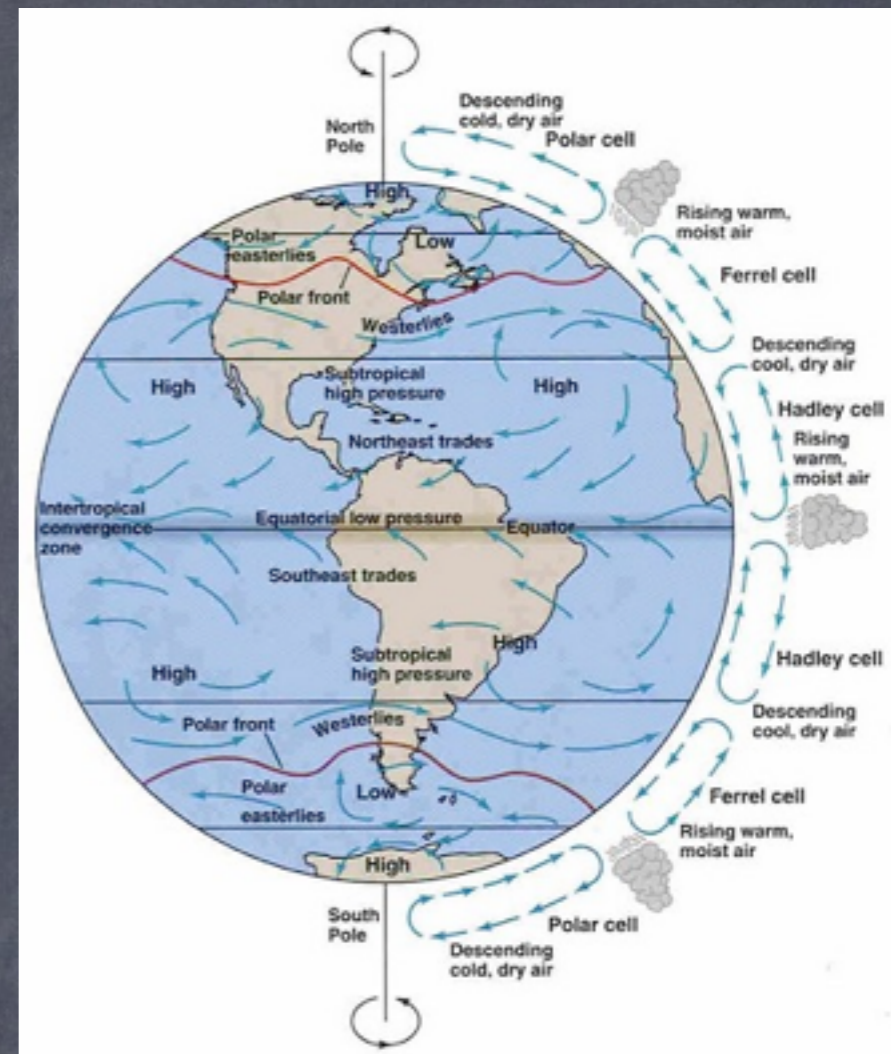 Descending
cold, dry air
Polar cell
North
Pole
High
Rising warm,
moist air
Polar
easterlies
Low
Ferrel cell
Polar front
Westerlies
Descending
cool, dry air
Subtropical
high pressure
High
High
Hadley cell
Northeast trades
Rising
warm,
moist air
Intertropical
convergence
zone
Equatorial low pressure
Equator
Southeast trades
High
Subtropical
high pressure
High
Hadley cell
Descending
cool, dry air
Polar front
Westerlies
Polar
easterlies
Low
Ferrel cell
Rising warm,
moist air
High
South
Pole
Polar cell
Descending
cold, dry air